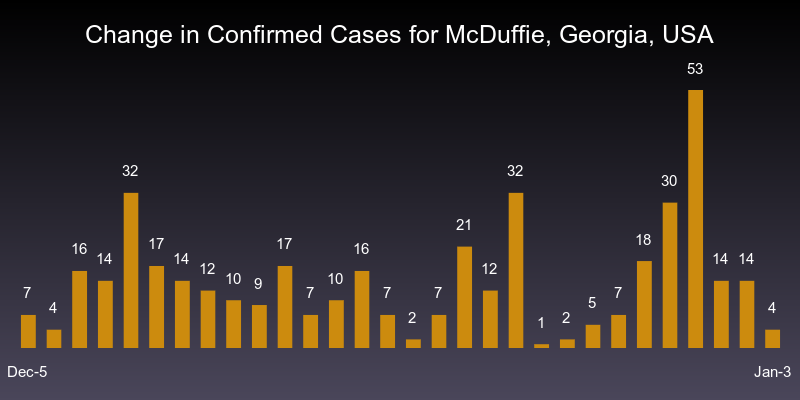 Change in Confirmed Cases for McDuffie, Georgia, USA
7 4 16 14 32 17 14 12 10 9 17 7 10 16 7 2 7 21 12 32 1 2 5 7 18 30 53 14 14 4
Dec-5 Jan-3